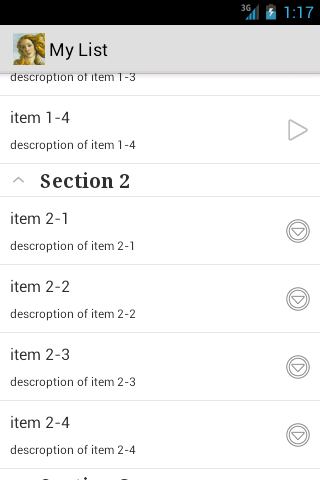 3G 1:17
My List
descroption of item 1-3
item 1-4
descroption of item 1-4
Section 2
item 2-1
descroption of item 2-1
item 2-2
descroption of item 2-2
item 2-3
descroption of item 2-3
item 2-4
descroption of item 2-4